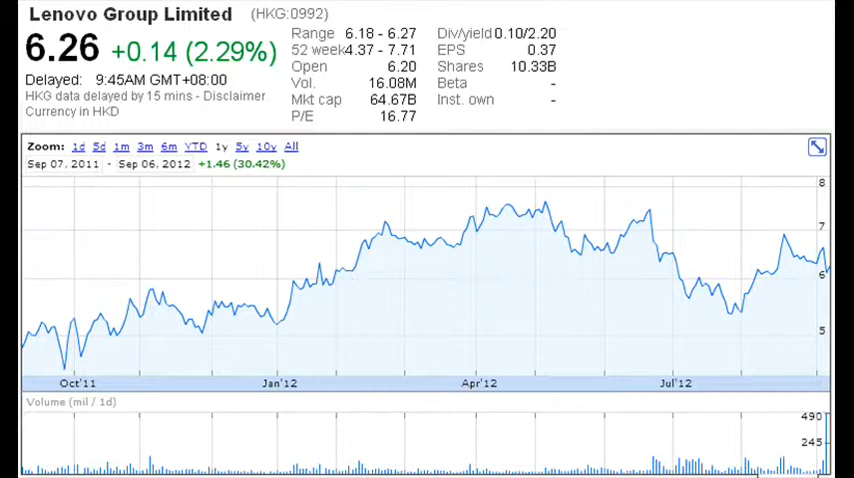 Lenovo Group Limited (HKG:0992)
6.26 +0.14 (2.29%)
Delayed: 9:45AM GMT+08:00
HKG data delayed by 15 mins - Disclaimer
Currency in HKD
Range 6.18 - 6.27
52 week 4.37 - 7.71
Open 6.20
Vol. 16.08M
Mkt cap 64.67B
P/E 16.77
Div/yield 0.10/2.20
EPS 0.37
Shares 10.33B
Beta -
Inst. own -
Zoom: 1d 5d 1m 3m 6m YTD 1y 5y 10y All
Sep 07, 2011 - Sep 06, 2012 +1.46 (30.42%)
8
7
6
5
Oct'11 Jan'12 Apr'12 Jul'12
Volume (mil / 1d)
490
245